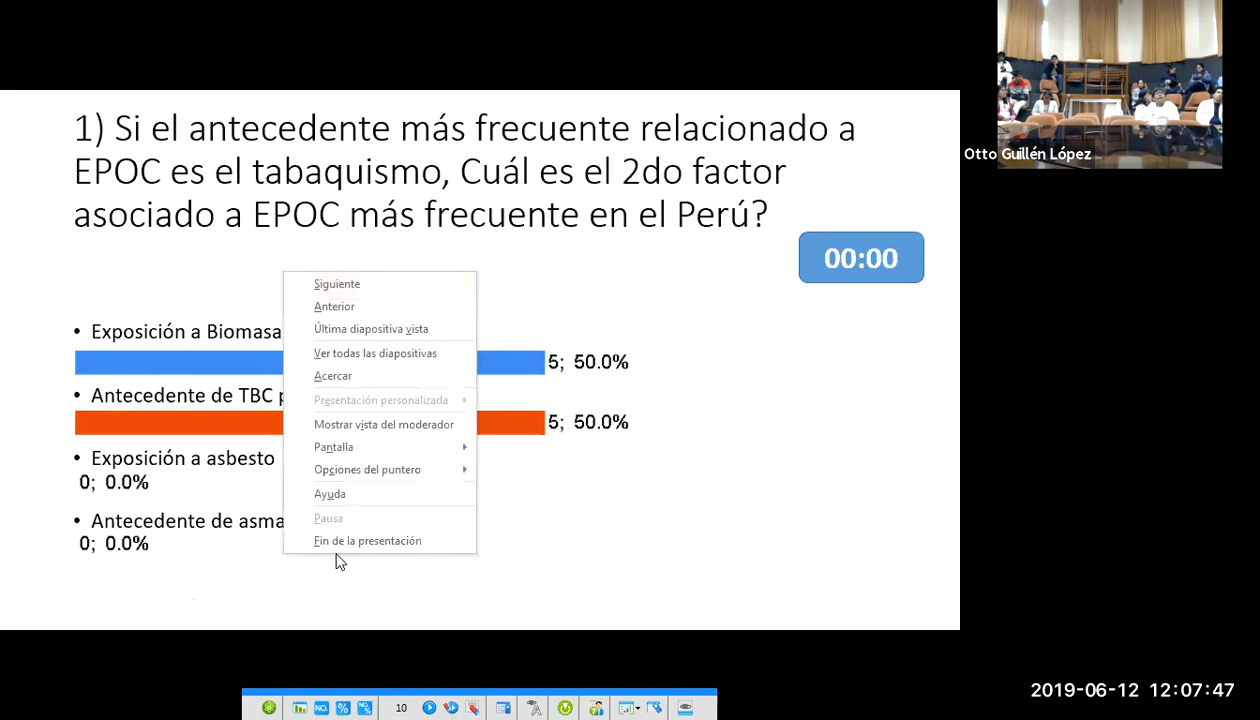 1) Si el antecedente más frecuente relacionado a
EPOC es el tabaquismo, Cuál es el 2do factor
asociado a EPOC más frecuente en el Perú?
Otto Guillén López
00:00
Siguiente
Anterior
Última diapositiva vista
Ver todas las diapositivas
Acercar
Presentación personalizada
Mostrar vista del moderador
Pantalla
Opciones del puntero
Ayuda
Pausa
Fin de la presentación
• Exposición a Biomasa
5; 50.0%
• Antecedente de TBC
5; 50.0%
• Exposición a asbesto
0; 0.0%
• Antecedente de asma
0; 0.0%
2019-06-12 12:07:47
NO. % NO. % 10